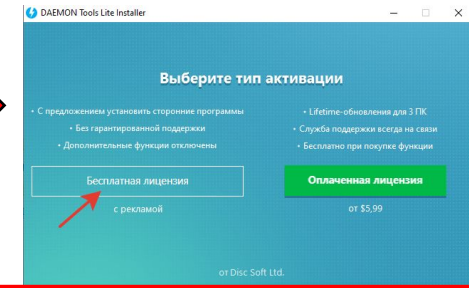 DAEMON Tools Lite Installer
Выберите тип активации
• С предложением установить сторонние программы
• Без гарантированной поддержки
• Дополнительные функции отключены
Бесплатная лицензия
с рекламой
• Lifetime-обновления для 3 ПК
• Служба поддержки всегда на связи
• Бесплатно при покупке функции
Оплаченная лицензия
от $5,99
от Disc Soft Ltd.